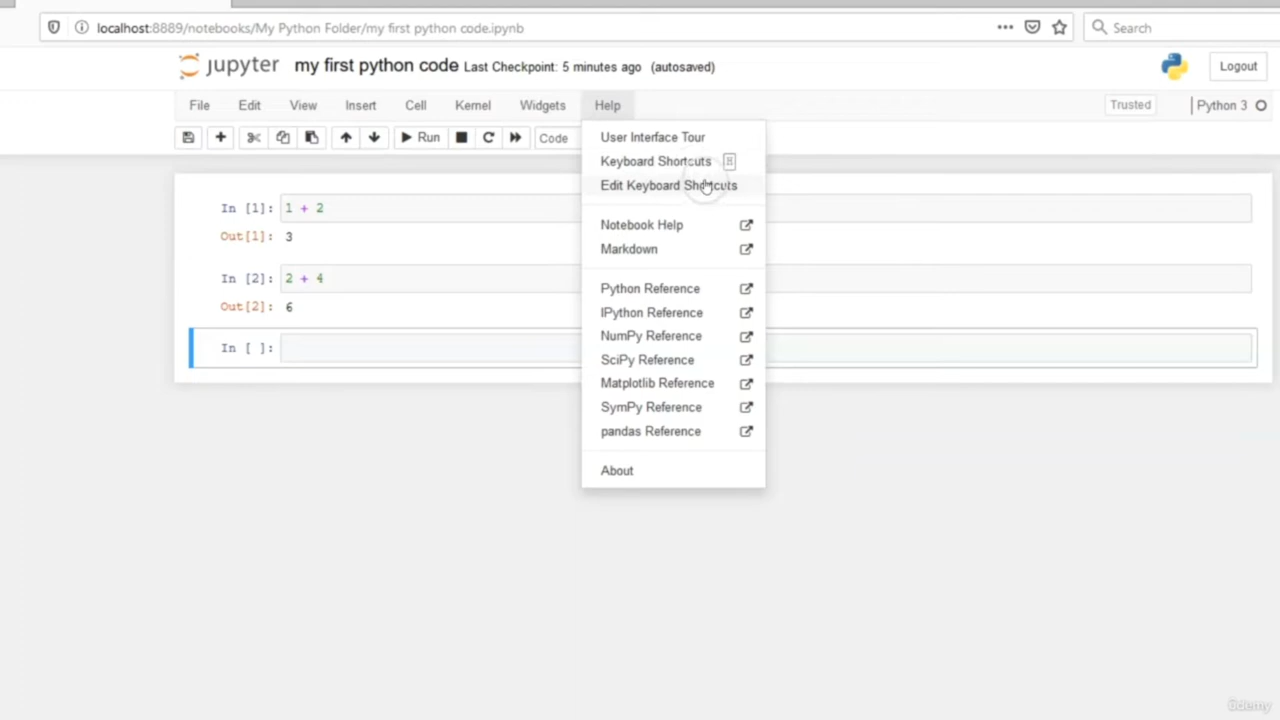 localhost:8889/notebooks/My Python Folder/my first python code.ipynb
Search
jupyter my first python code Last Checkpoint: 5 minutes ago (autosaved)
Logout
File Edit View Insert Cell Kernel Widgets Help
Trusted Python 3
Run Code
User Interface Tour
Keyboard Shortcuts H
Edit Keyboard Shortcuts
Notebook Help
Markdown
Python Reference
IPython Reference
NumPy Reference
SciPy Reference
Matplotlib Reference
SymPy Reference
pandas Reference
About
In [1]: 1 + 2
Out[1]: 3
In [2]: 2 + 4
Out[2]: 6
In [ ]:
ûdemy